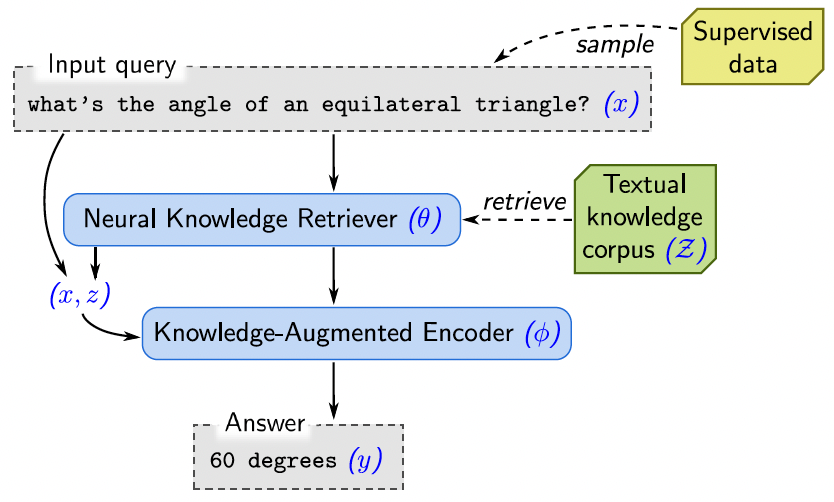 Supervised
data
sample
Input query
what's the angle of an equilateral triangle? (x)
Textual
knowledge
corpus (Z)
retrieve
Neural Knowledge Retriever (θ)
(x, z)
Knowledge-Augmented Encoder (ϕ)
Answer
60 degrees (y)